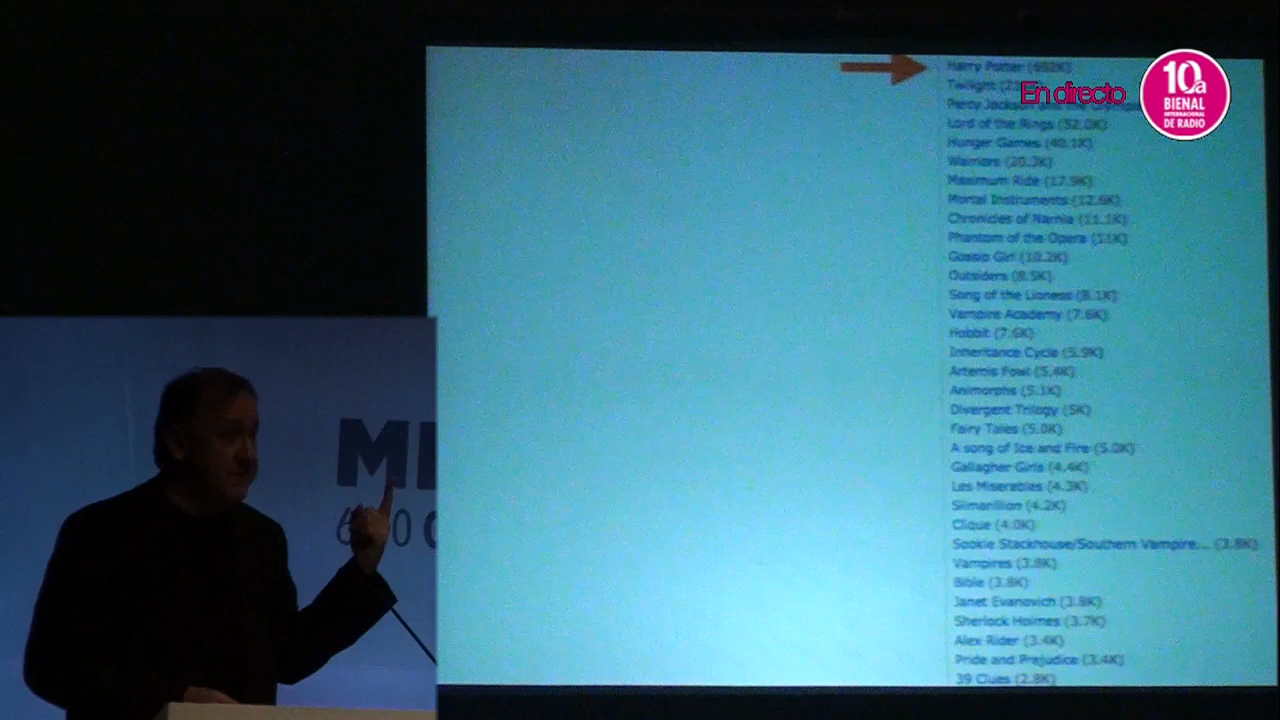 Harry Potter (692K)
Twilight
En directo
10a
BIENAL
INTERNACIONAL
DE RADIO
Percy Jackson and the
Lord of the Rings (52.0K)
Hunger Games (40.1K)
Warriors (20.3K)
Maximum Ride (17.9K)
Mortal Instruments (12.6K)
Chronicles of Narnia (11.1K)
Phantom of the Opera (11K)
Gossip Girl (10.2K)
Outsiders (8.5K)
Song of the Lioness (8.1K)
Vampire Academy (7.6K)
Hobbit (7.6K)
Inheritance Cycle (5.9K)
Artemis Fowl (5.4K)
Animorphs (5.1K)
Divergent Trilogy (5K)
Fairy Tales (5.0K)
A song of Ice and Fire (5.0K)
Gallagher Girls (4.4K)
Les Miserables (4.3K)
Silmarillion (4.2K)
Clique (4.0K)
Sookie Stackhouse/Southern Vampire... (3.8K)
Vampires (3.8K)
Bible (3.8K)
Janet Evanovich (3.8K)
Sherlock Holmes (3.7K)
Alex Rider (3.4K)
Pride and Prejudice (3.4K)
39 Clues (2.8K)